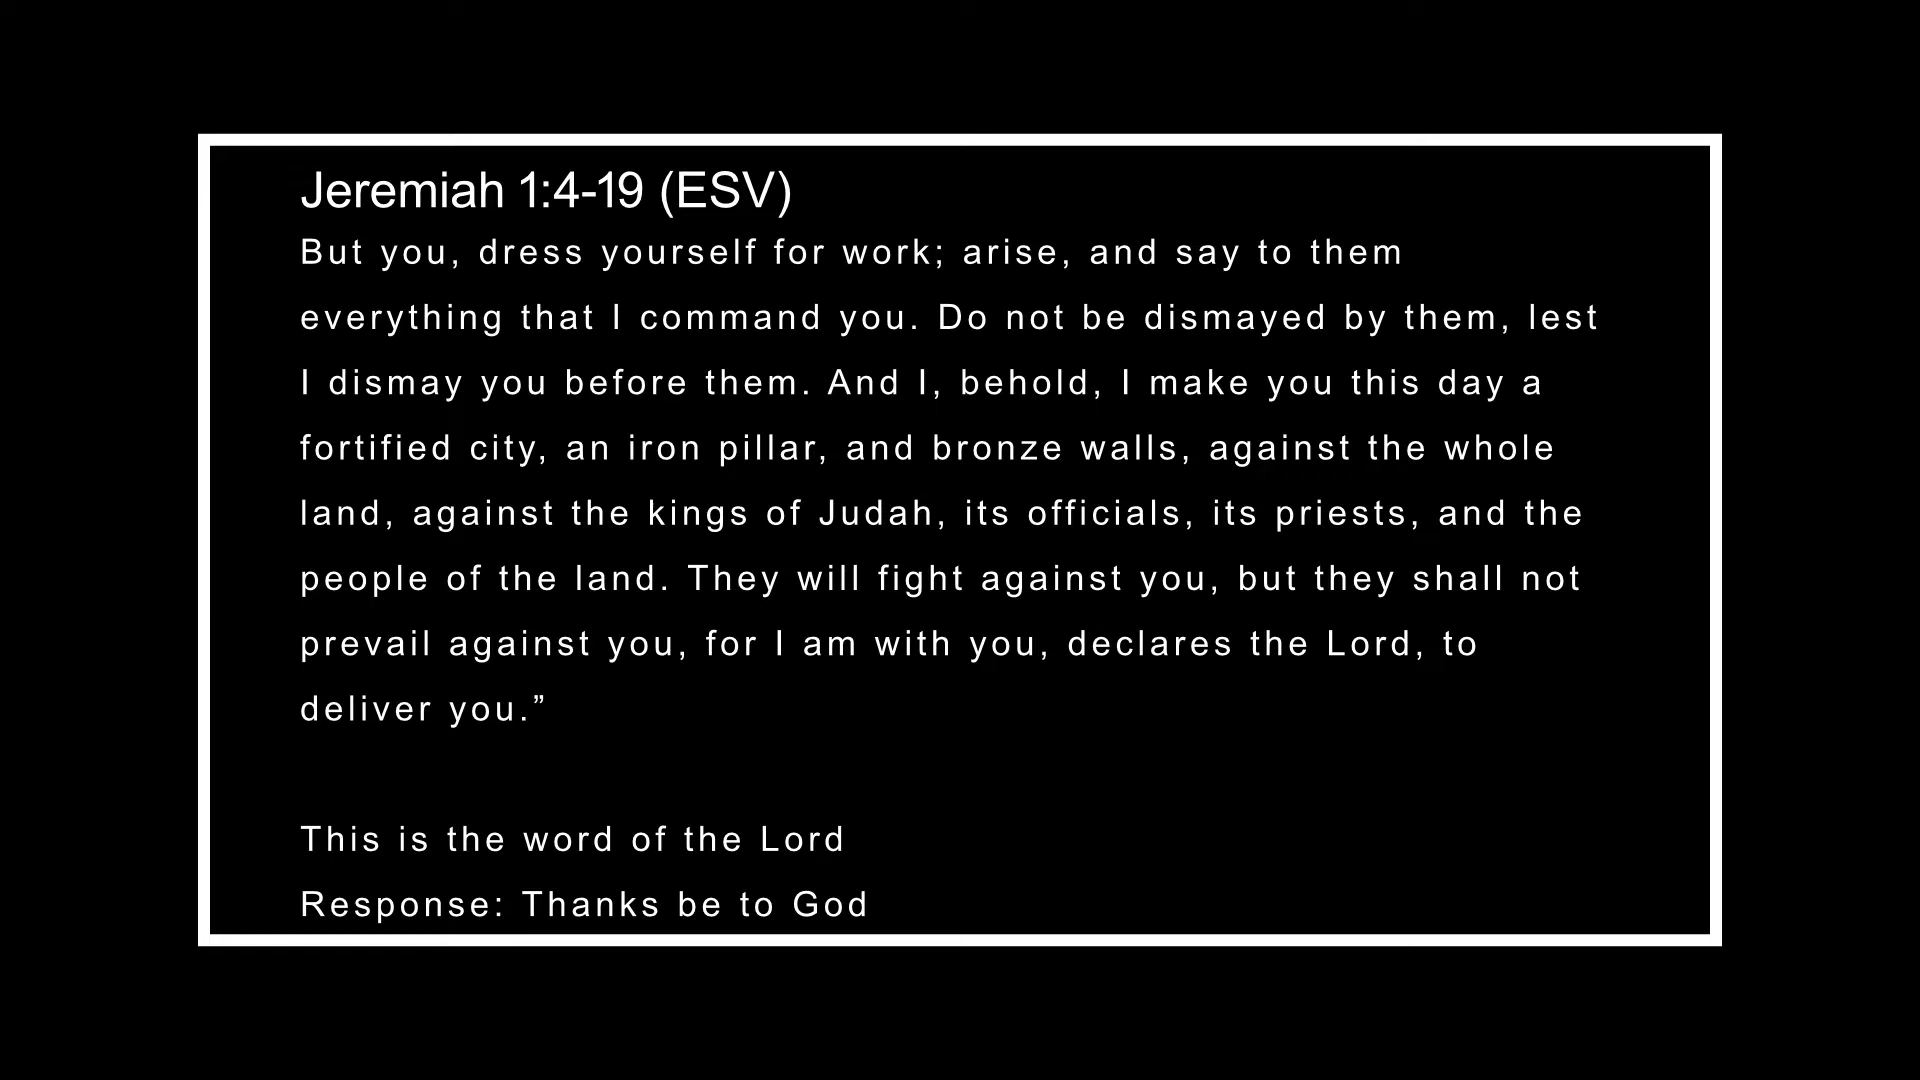 Jeremiah 1:4-19 (ESV)
But you, dress yourself for work; arise, and say to them
everything that I command you. Do not be dismayed by them, lest
I dismay you before them. And I, behold, I make you this day a
fortified city, an iron pillar, and bronze walls, against the whole
land, against the kings of Judah, its officials, its priests, and the
people of the land. They will fight against you, but they shall not
prevail against you, for I am with you, declares the Lord, to
deliver you.”
This is the word of the Lord
Response: Thanks be to God